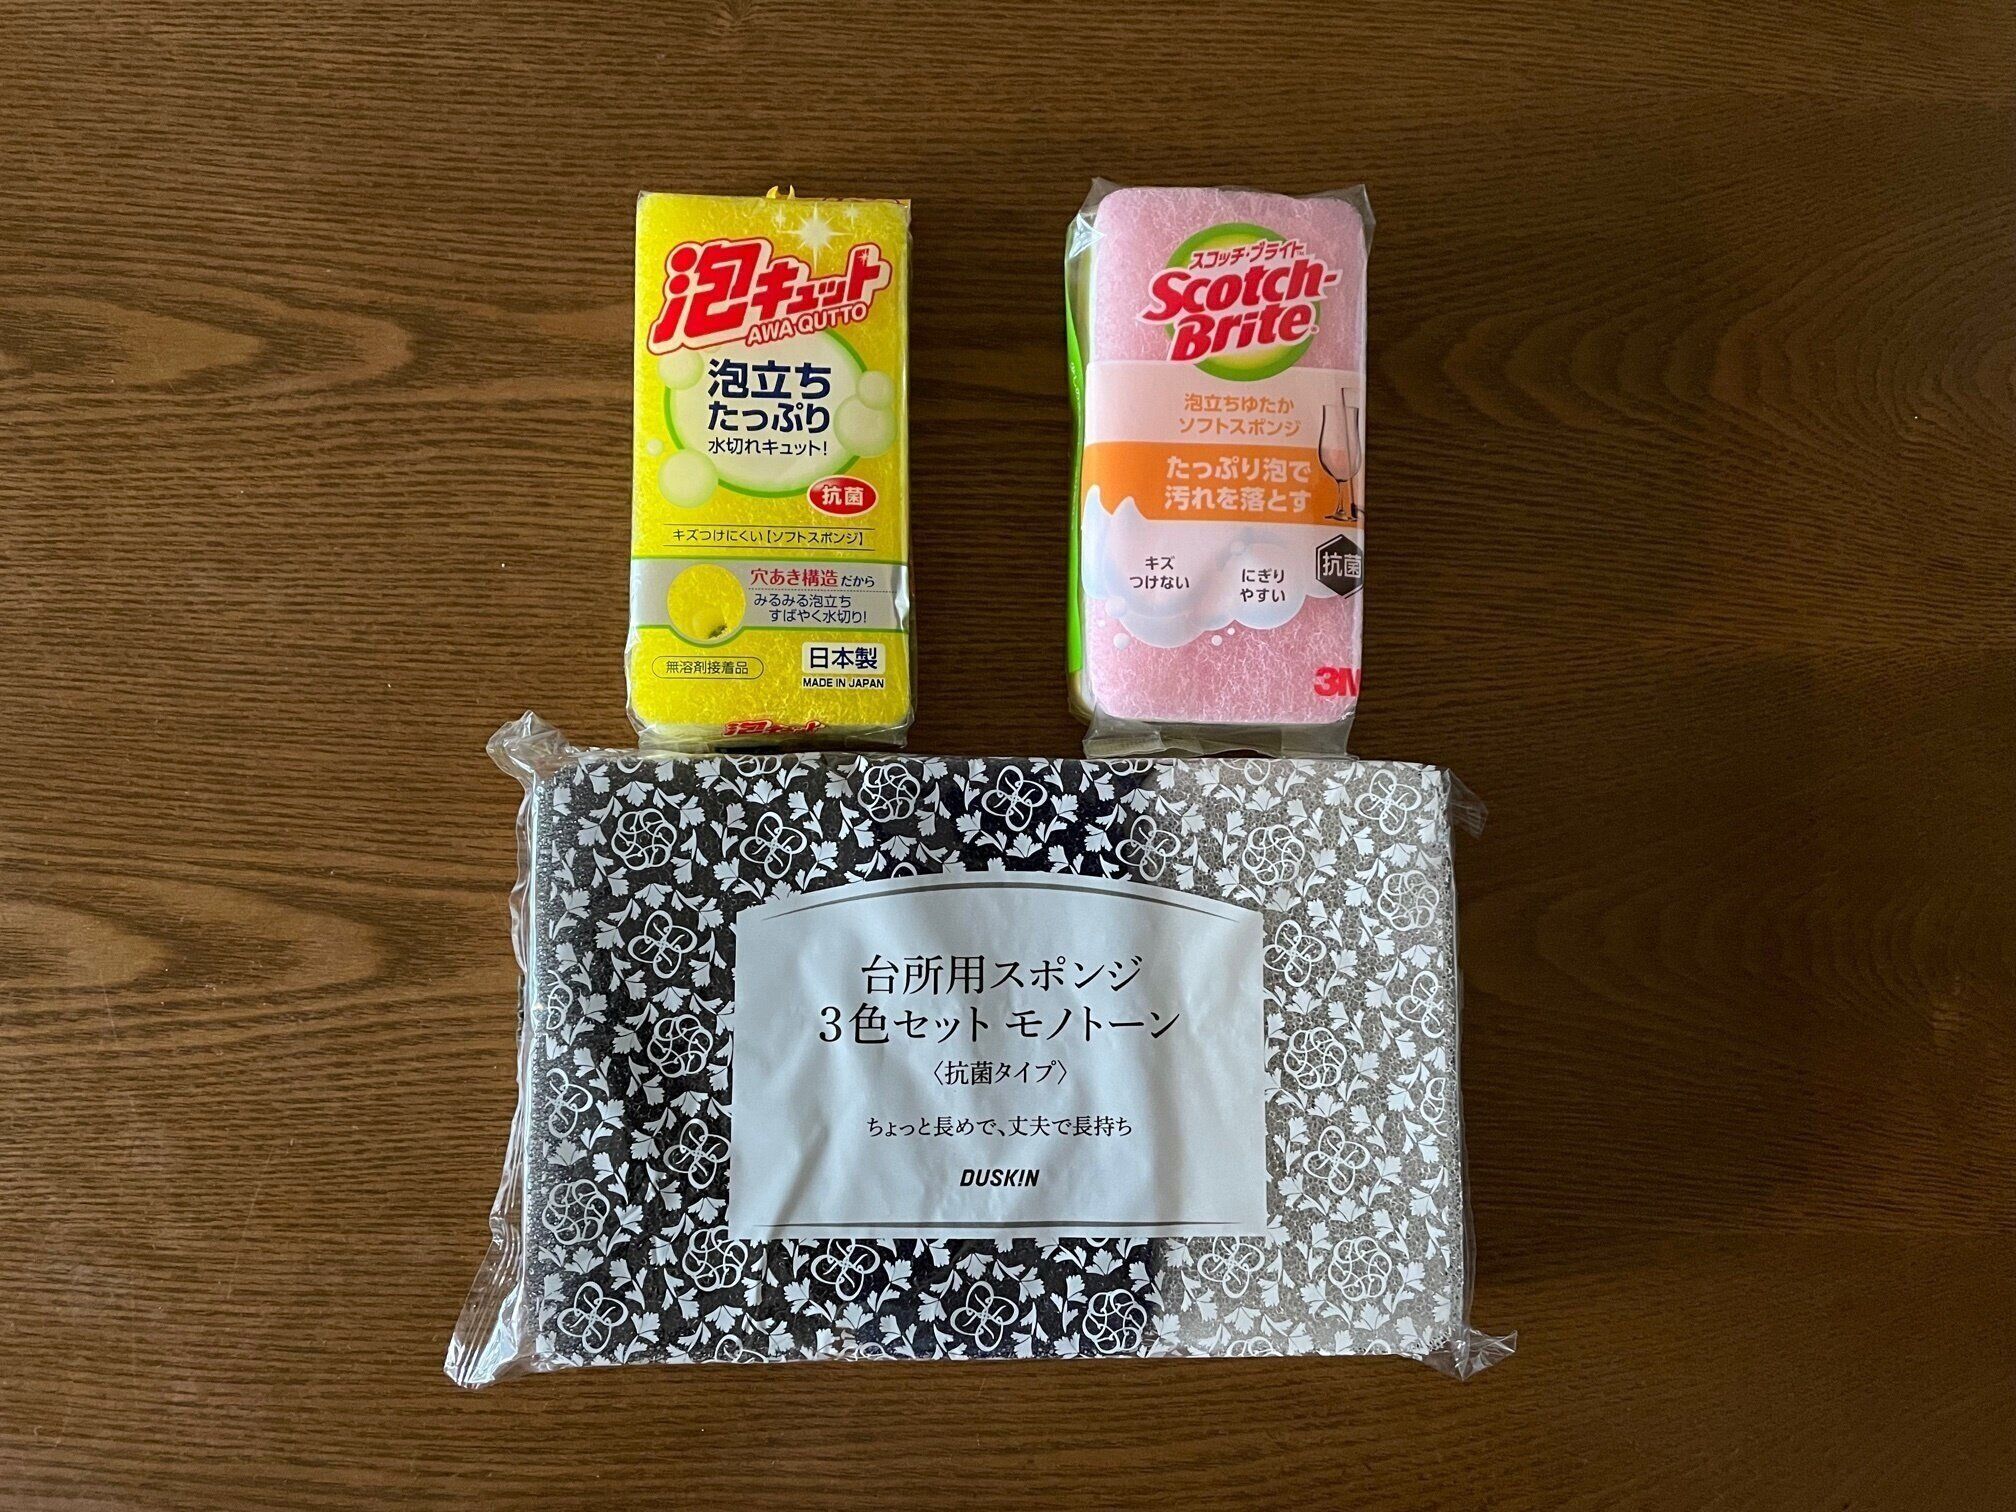 泡キュット
AWA QUTTO
泡立ち
たっぷり
水切れキュット!
抗菌
キズつけにくい【ソフトスポンジ】
穴あき構造だから
みるみる泡立ち
すばやく水切り!
無溶剤接着品
日本製
MADE IN JAPAN
泡キュット
スコッチ・ブライト™
Scotch-
Brite®
泡立ちゆたか
ソフトスポンジ
たっぷり泡で
汚れを落とす
キズ
つけない
にぎり
やすい
抗菌
3M
台所用スポンジ
3色セット モノトーン
〈抗菌タイプ〉
ちょっと長めで、丈夫で長持ち
DUSK!N